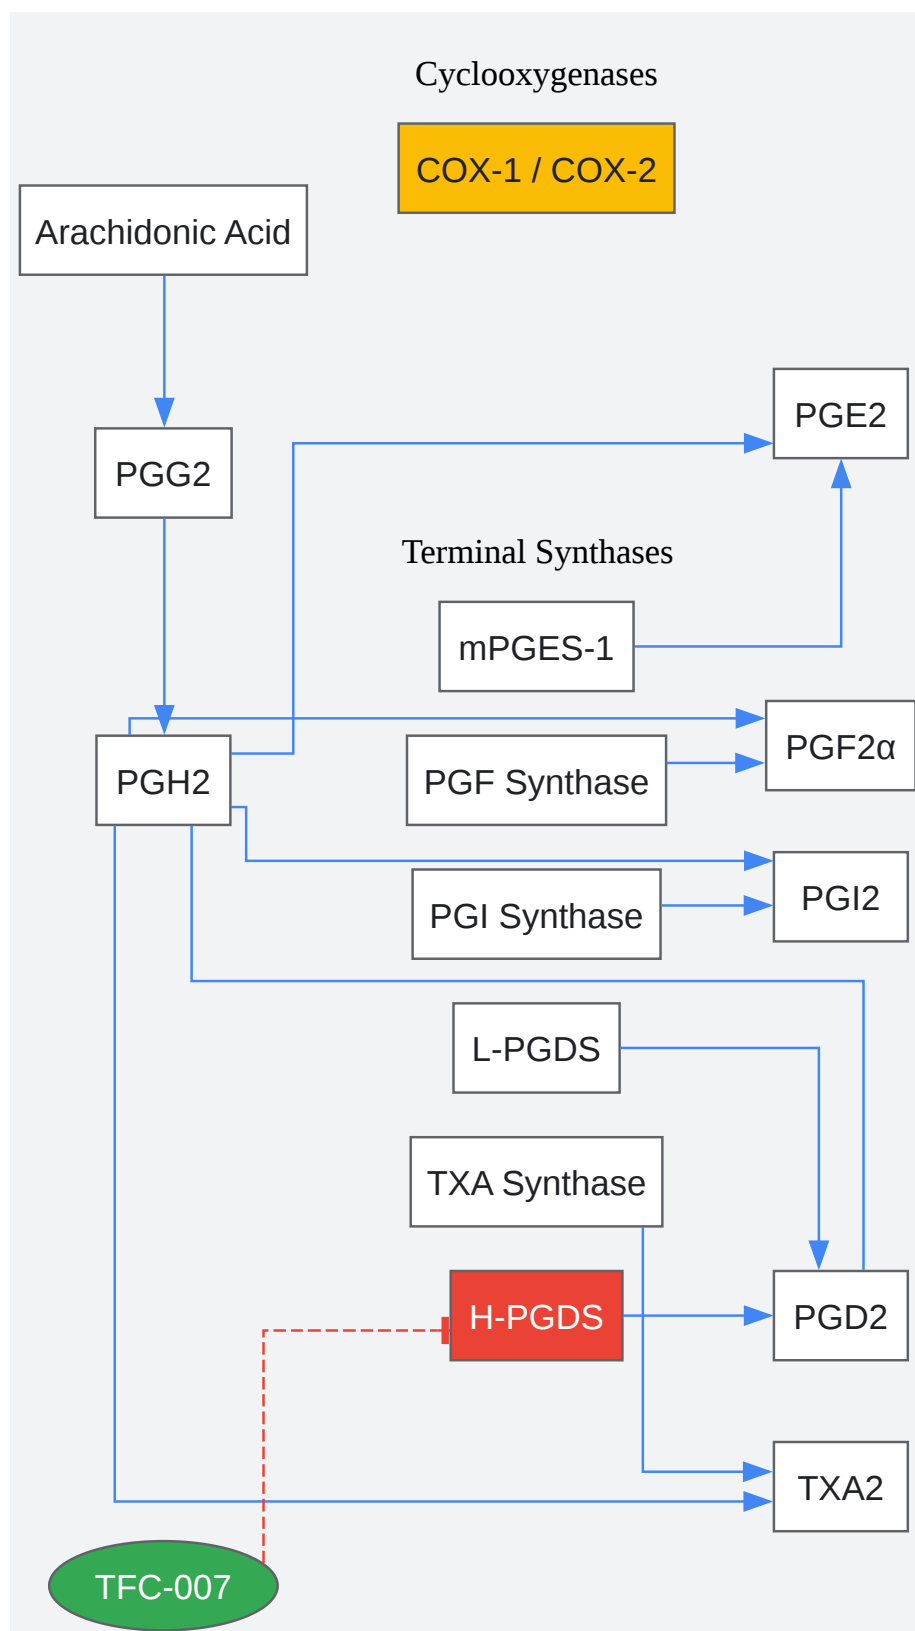 Cyclooxygenases
COX-1 / COX-2
Arachidonic Acid
PGE2
PGG2
Terminal Synthases
mPGES-1
PGF2α
PGH2
PGF Synthase
PGI2
PGI Synthase
L-PGDS
TXA Synthase
H-PGDS
PGD2
TXA2
TFC-007